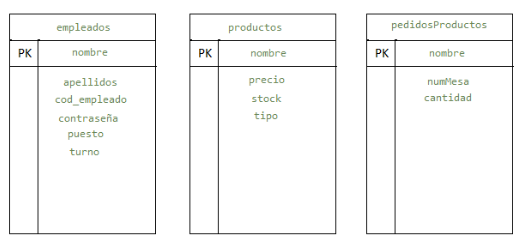 empleados
PK nombre
apellidos
cod_empleado
contraseña
puesto
turno
productos
PK nombre
precio
stock
tipo
pedidosProductos
PK nombre
numMesa
cantidad